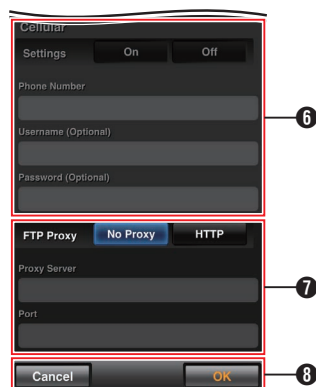 Cellular
Settings On Off
Phone Number
6
Username (Optional)
Password (Optional)
FTP Proxy No Proxy HTTP
Proxy Server
7
Port
Cancel OK 8